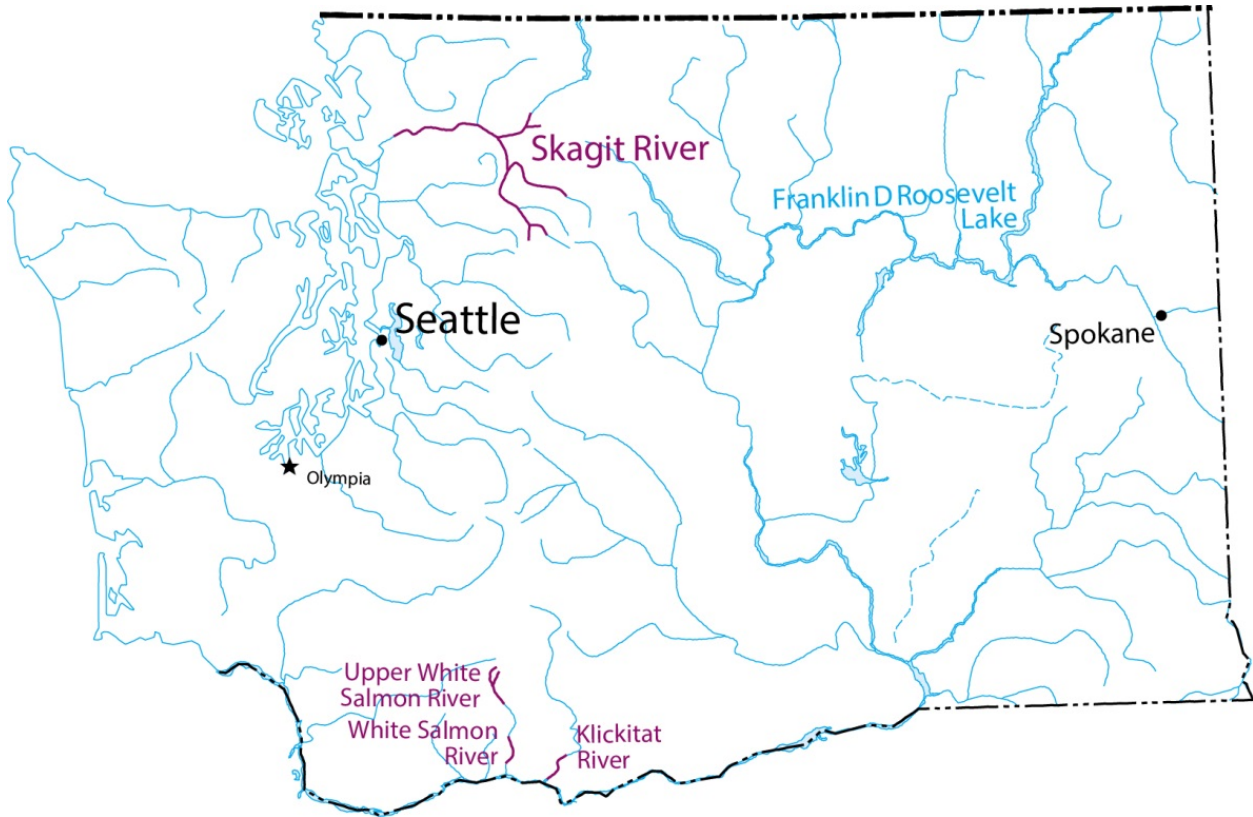 Skagit River
Franklin D Roosevelt
Lake
Seattle
Spokane
Olympia
Upper White
Salmon River
White Salmon
River
Klickitat
River